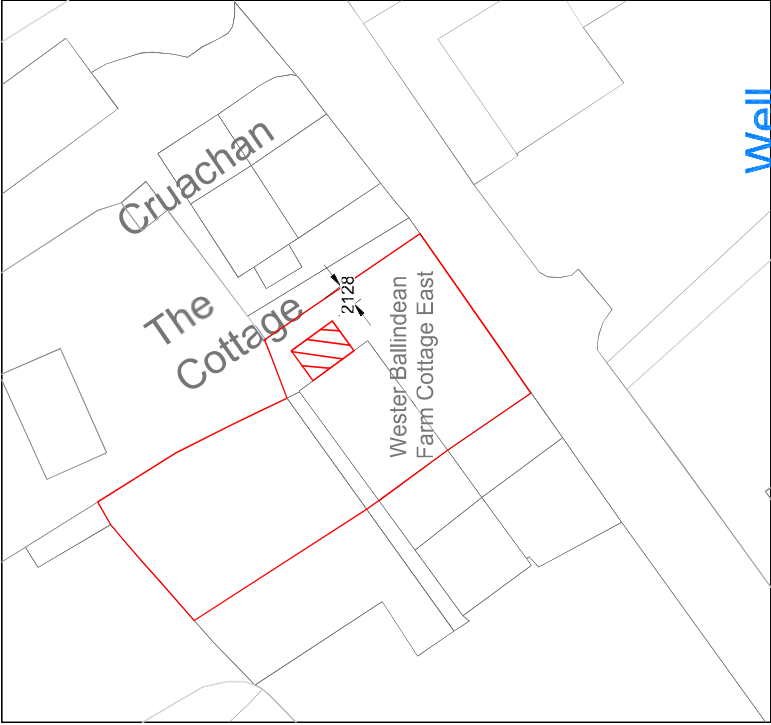 Well
Cruachan
The
Cottage
2128
Wester Ballindean
Farm Cottage East